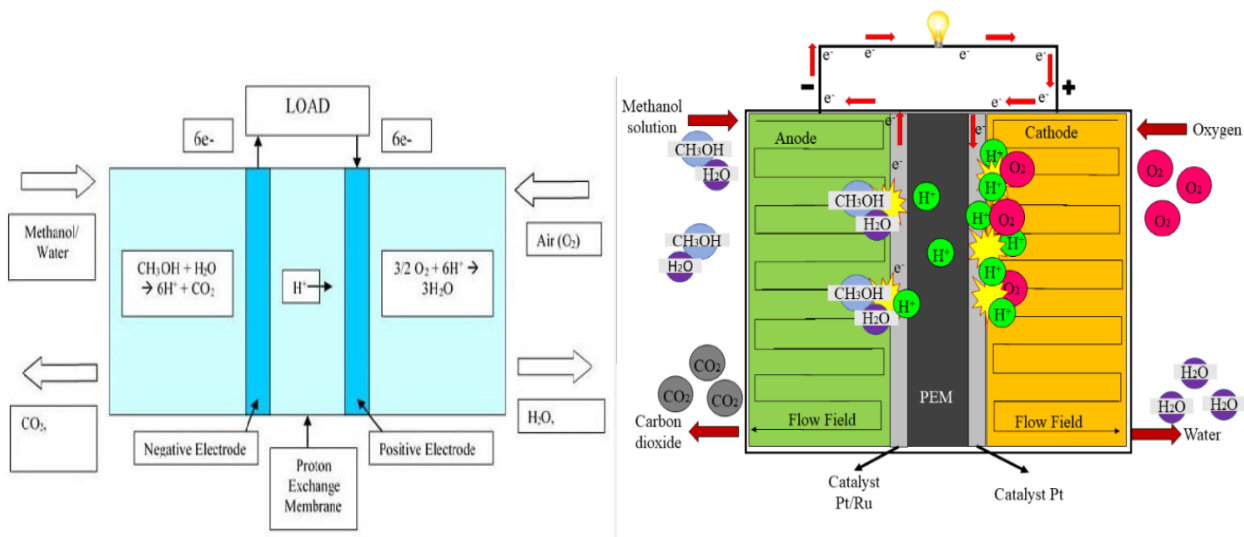 LOAD
6e-
6e-
Methanol/
Water
Air (O₂)
CH₃OH + H₂O
→ 6H⁺ + CO₂
H⁺
3/2 O₂ + 6H⁺ →
3H₂O
CO₂,
H₂O,
Negative Electrode
Positive Electrode
Proton
Exchange
Membrane
e⁻
e⁻
e⁻
e⁻
-
+
e⁻
e⁻
Methanol
solution
Anode
e⁻
e⁻
Cathode
Oxygen
CH₃OH
H₂O
e⁻
H⁺
O₂
O₂
O₂
O₂
CH₃OH
H₂O
H⁺
H⁺
H⁺
O₂
CH₃OH
H₂O
H⁺
H⁺
e⁻
H⁺
CH₃OH
H₂O
H⁺
O₂
H⁺
CO₂
CO₂
CO₂
PEM
H₂O
H₂O
H₂O
Carbon
dioxide
Flow Field
Flow Field
Water
Catalyst
Pt/Ru
Catalyst Pt